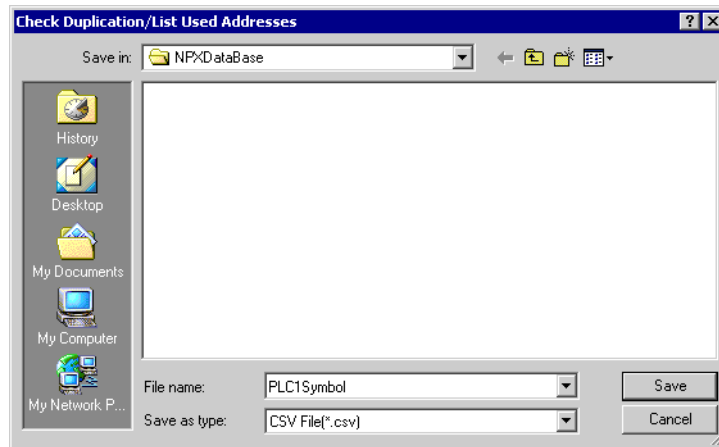 Check Duplication/List Used Addresses
Save in: NPXDataBase
History
Desktop
My Documents
My Computer
My Network P...
File name: PLC1Symbol Save
Save as type: CSV File(*.csv) Cancel